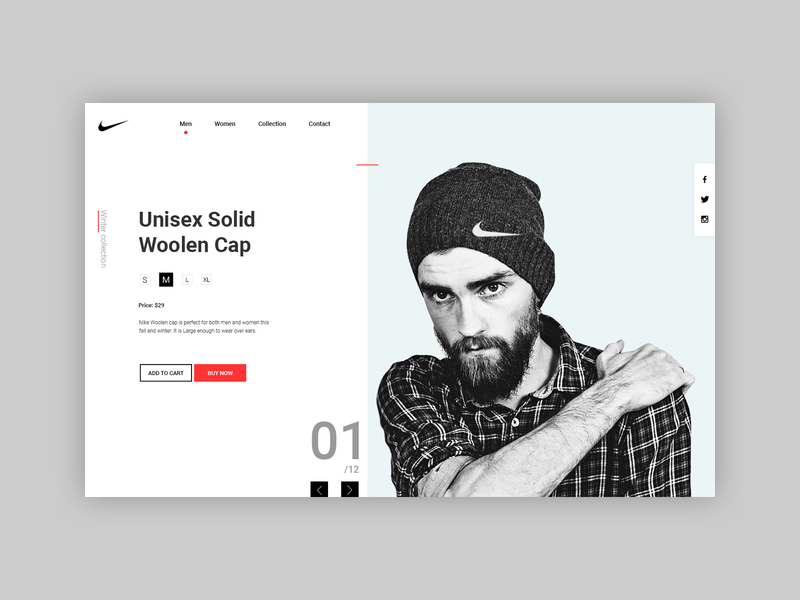 Men Women Collection Contact
Winter collection
Unisex Solid
Woolen Cap
S M L XL
Price: $29
Nike Woolen cap is perfect for both men and women this
fall and winter. It is Large enough to wear over ears.
ADD TO CART BUY NOW
01
/12